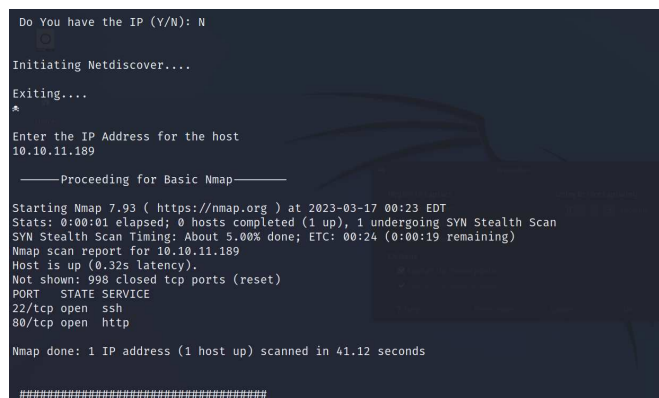 Do You have the IP (Y/N): N
Initiating Netdiscover....
Exiting....
Enter the IP Address for the host
10.10.11.189
——Proceeding for Basic Nmap———
Starting Nmap 7.93 ( https://nmap.org ) at 2023-03-17 00:23 EDT
Stats: 0:00:01 elapsed; 0 hosts completed (1 up), 1 undergoing SYN Stealth Scan
SYN Stealth Scan Timing: About 5.00% done; ETC: 00:24 (0:00:19 remaining)
Nmap scan report for 10.10.11.189
Host is up (0.32s latency).
Not shown: 998 closed tcp ports (reset)
PORT   STATE SERVICE
22/tcp open  ssh
80/tcp open  http
Nmap done: 1 IP address (1 host up) scanned in 41.12 seconds
####################################